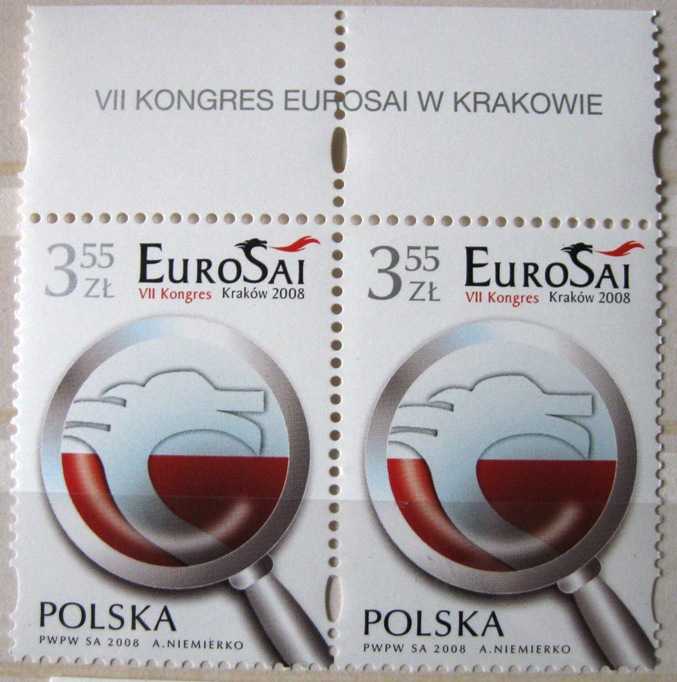 VII KONGRES EUROSAI W KRAKOWIE
3 55 ZŁ
EUROSAI
VII Kongres Kraków 2008
POLSKA
PWPW SA 2008 A.NIEMIERKO
3 55 ZŁ
EUROSAI
VII Kongres Kraków 2008
POLSKA
PWPW SA 2008 A.NIEMIERKO